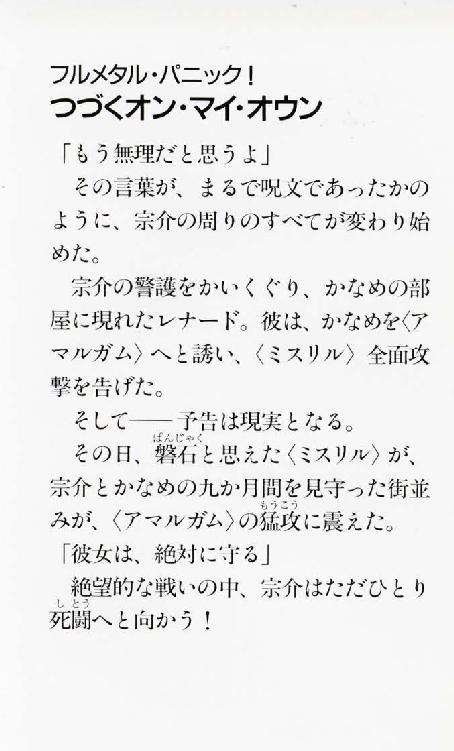 フルメタル・パニック!
つづくオン・マイ・オウン
「もう無理だと思うよ」
その言葉が、まるで呪文であったかの
ように、宗介の周りのすべてが変わり始
めた。
宗介の警護をかいくぐり、かなめの部
屋に現れたレナード。彼は、かなめを〈ア
マルガム〉へと誘い、〈ミスリル〉全面攻
撃を告げた。
そして――予告は現実となる。
ばんじゃく
その日、磐石と思えた〈ミスリル〉が、
宗介とかなめの九か月間を見守った街並
もうこう
みが、〈アマルガム〉の猛攻に震えた。
「彼女は、絶対に守る」
絶望的な戦いの中、宗介はただひとり
しとう
死闘へと向かう!